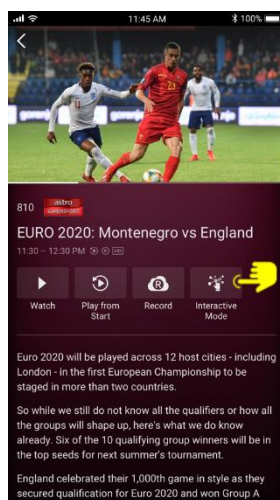 11:45 AM
100%
23
810 astro
SUPERSPORT
EURO 2020: Montenegro vs England
11:30 – 12:30 PM R HD
Watch
Play from
Start
R
Record
Interactive
Mode
Euro 2020 will be played across 12 host cities - including
London - in the first European Championship to be
staged in more than two countries.
So while we still do not know all the qualifiers or how all
the groups will shape up, here's what we do know
already. Six of the 10 qualifying group winners will be in
the top seeds for next summer's tournament.
England celebrated their 1,000th game in style as they
secured qualification for Euro 2020 and won Group A